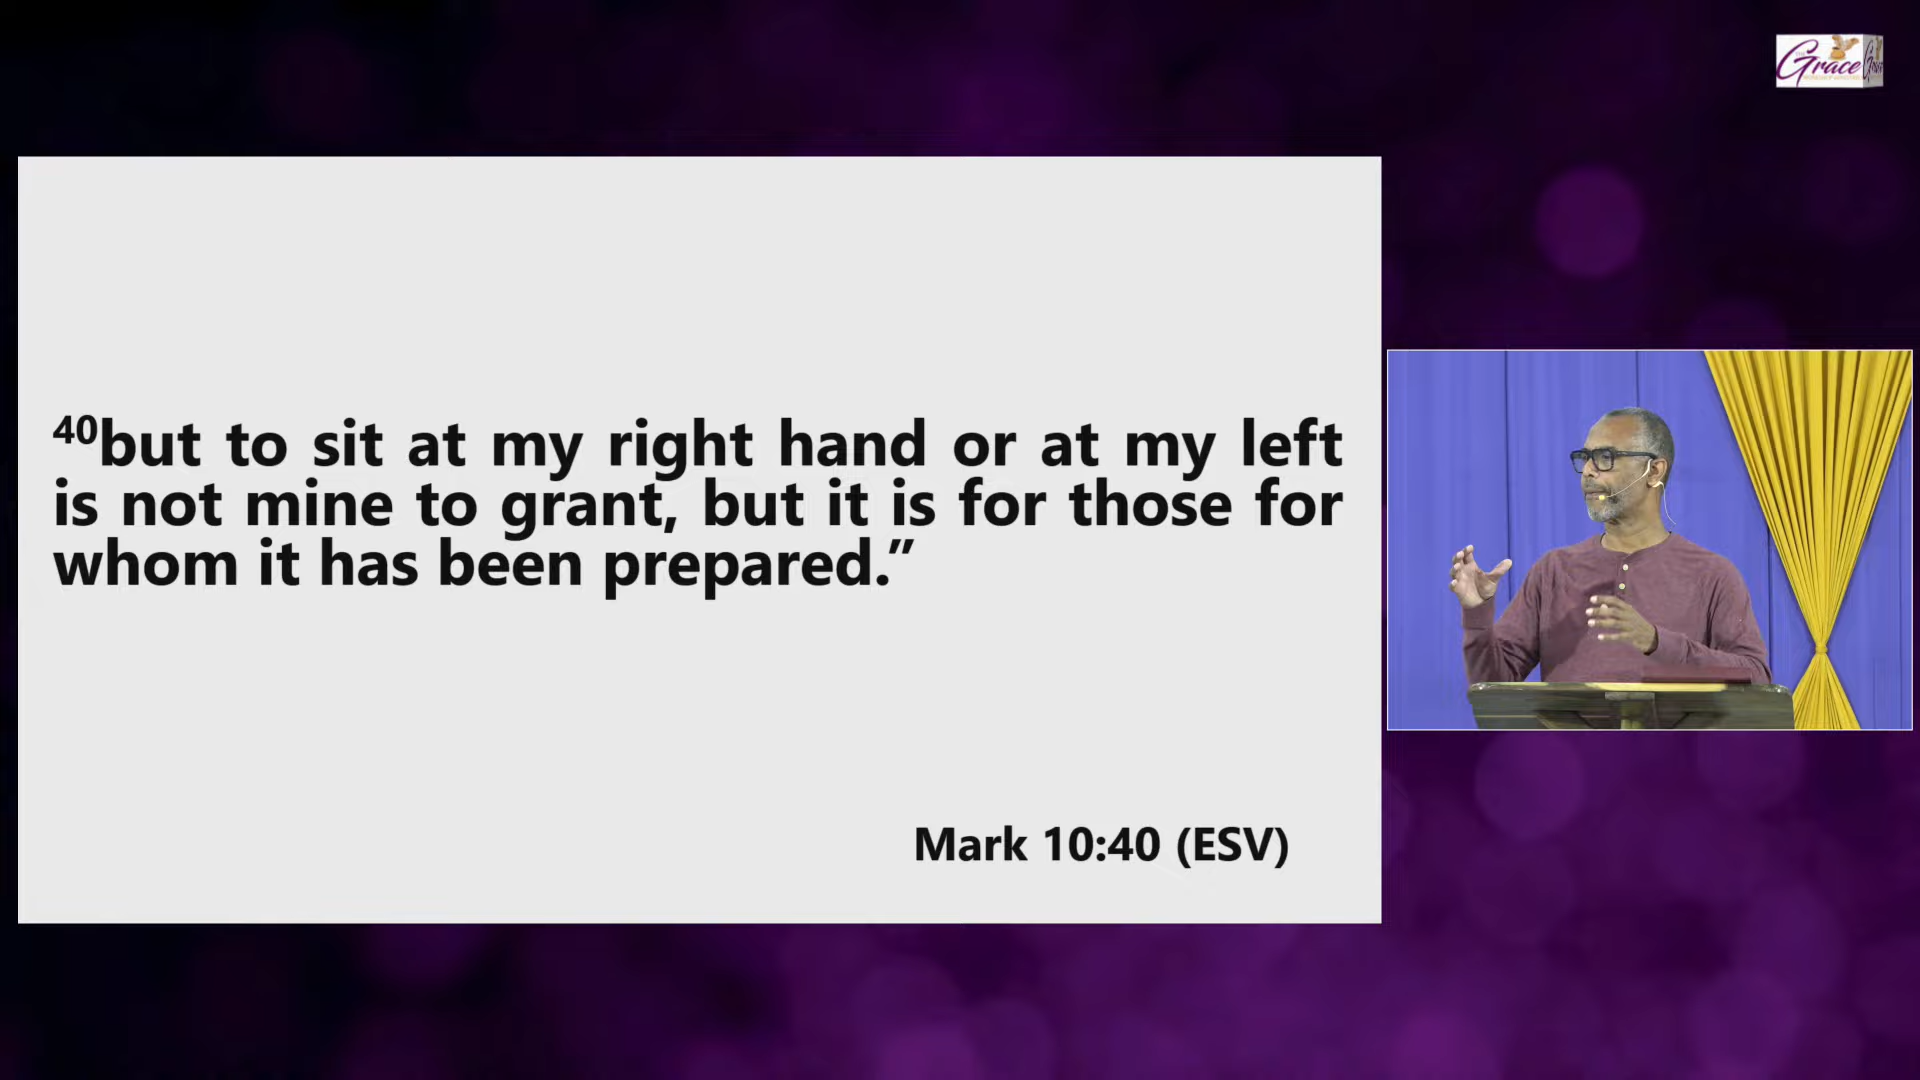 Grace
40but to sit at my right hand or at my left
is not mine to grant, but it is for those for
whom it has been prepared.”
Mark 10:40 (ESV)